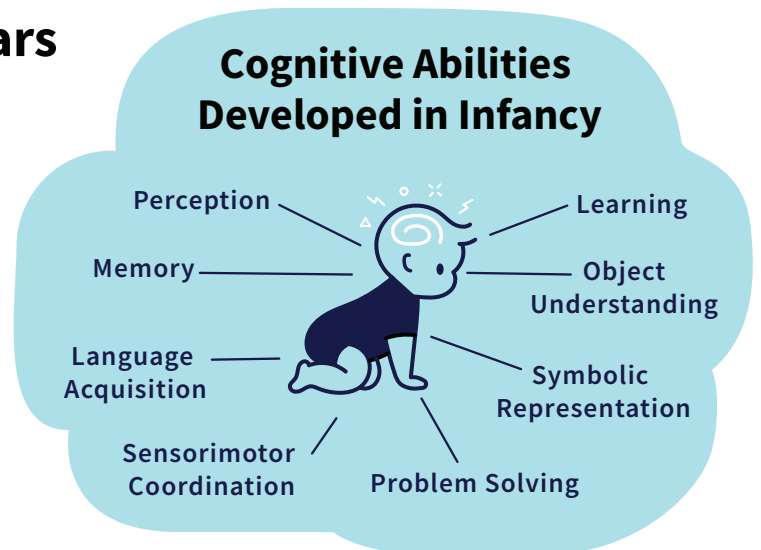 ars
Cognitive Abilities
Developed in Infancy
Perception
Learning
Memory
Object
Understanding
Language
Acquisition
Symbolic
Representation
Sensorimotor
Coordination
Problem Solving